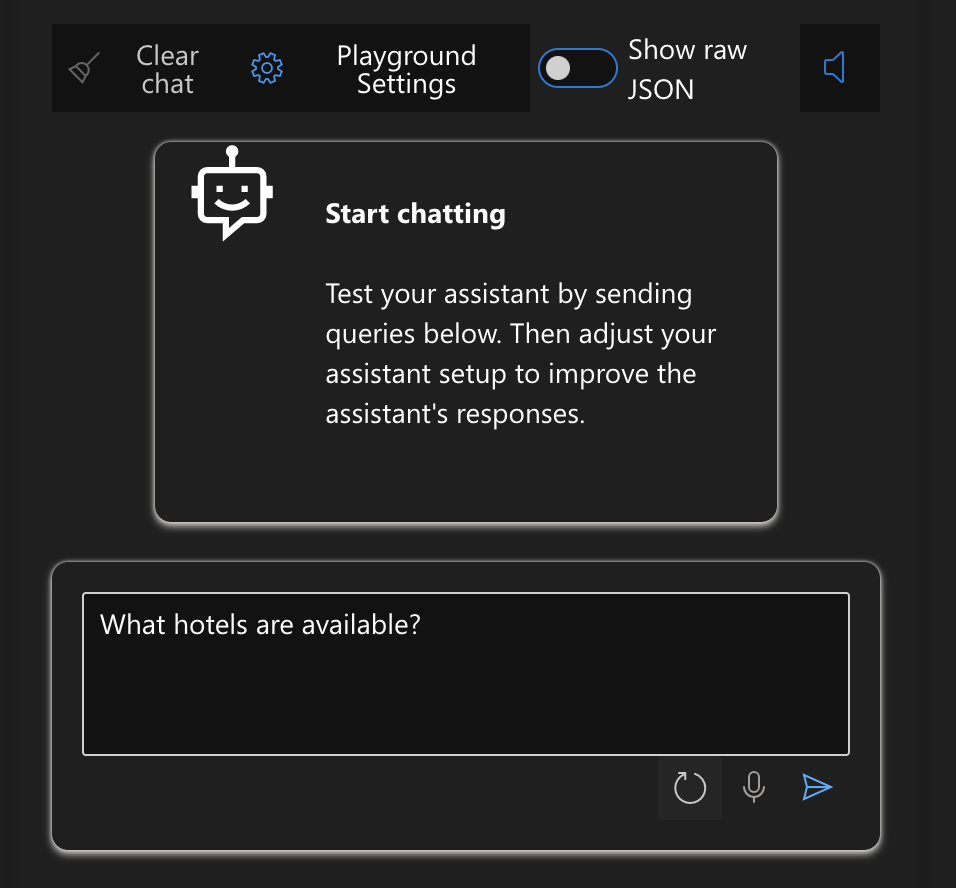 Clear
chat
Playground
Settings
Show raw
JSON
Start chatting
Test your assistant by sending
queries below. Then adjust your
assistant setup to improve the
assistant's responses.
What hotels are available?